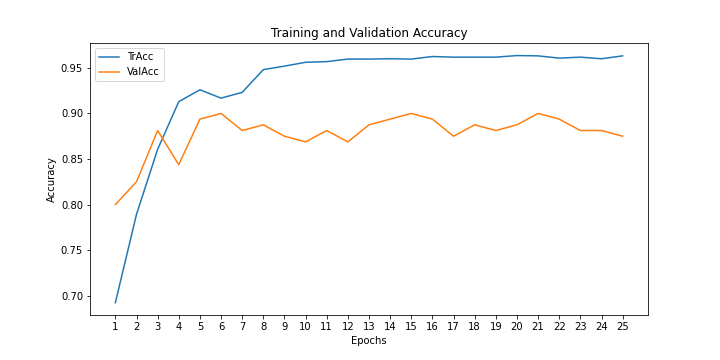 Training and Validation Accuracy
TrAcc
ValAcc
0.95
0.90
0.85
0.80
0.75
0.70
Accuracy
1 2 3 4 5 6 7 8 9 10 11 12 13 14 15 16 17 18 19 20 21 22 23 24 25
Epochs